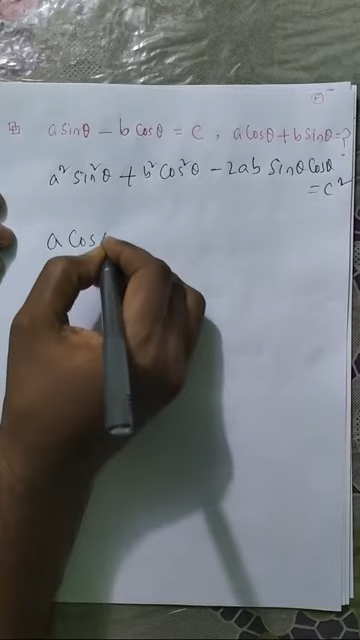 a sinθ − b cosθ = c , a cosθ + b sinθ = ?
a² sin²θ + b² cos²θ − 2ab sinθ cosθ
= c²
a cos